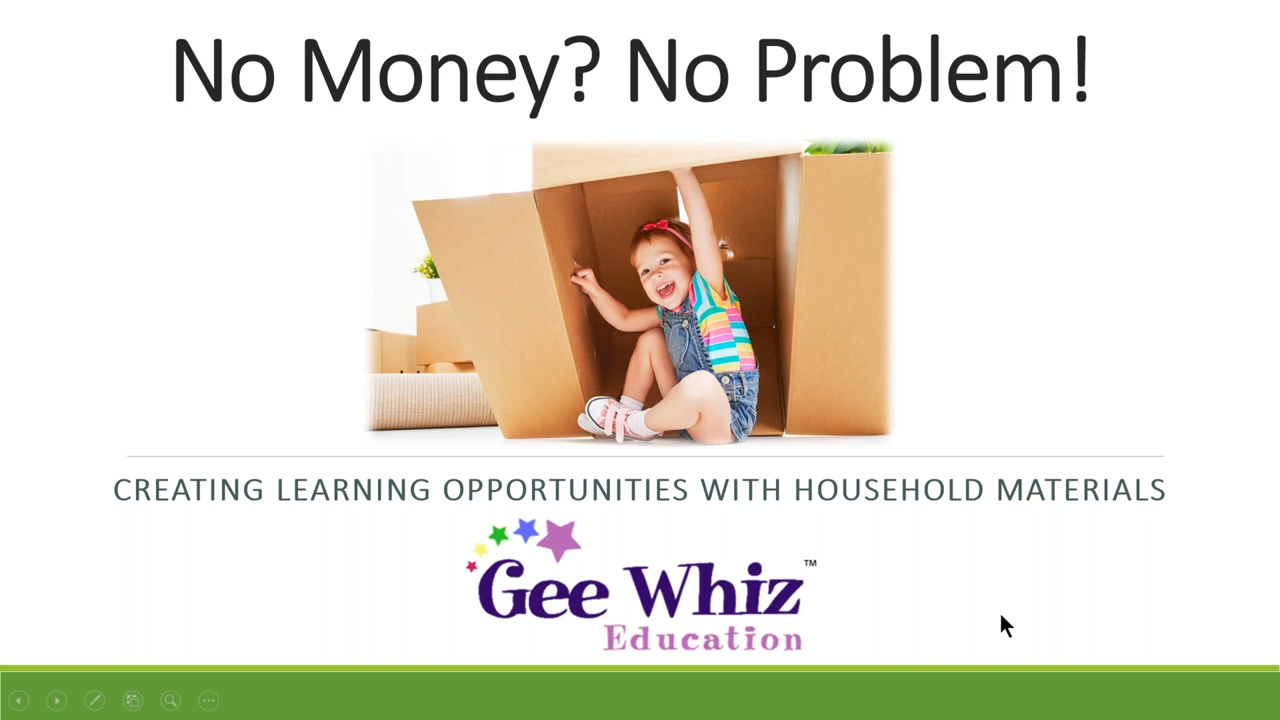 No Money? No Problem!
CREATING LEARNING OPPORTUNITIES WITH HOUSEHOLD MATERIALS
Gee Whiz™
Education